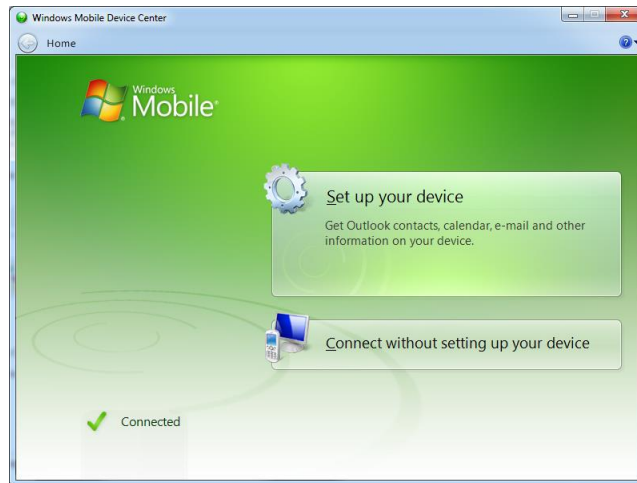 Windows Mobile Device Center
Home
Windows
Mobile
Set up your device
Get Outlook contacts, calendar, e-mail and other
information on your device.
Connect without setting up your device
Connected